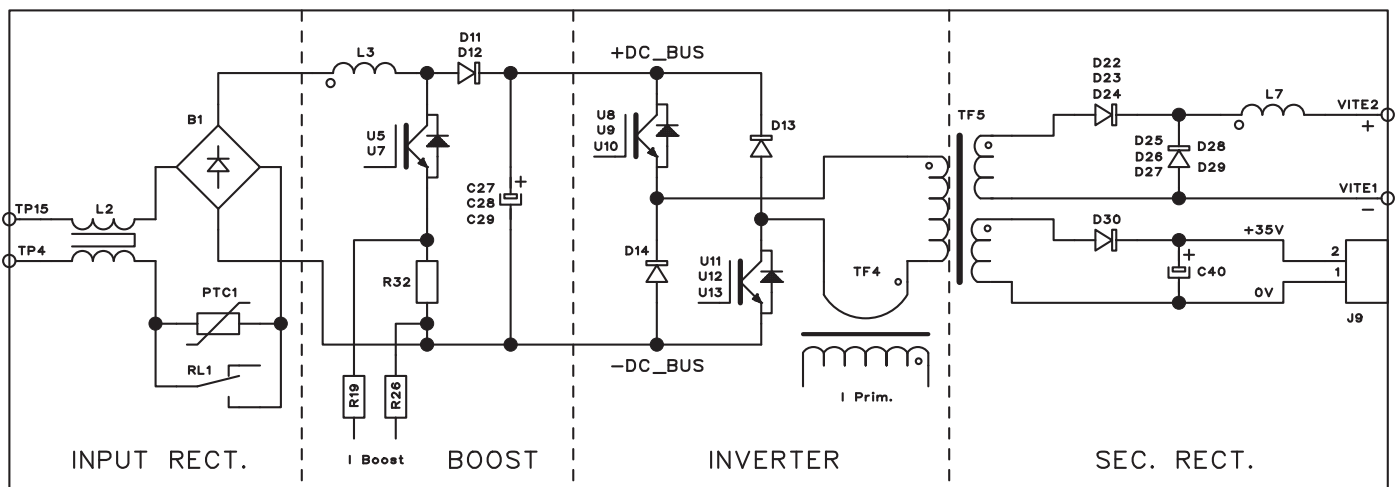 D11
D12
L3
+DC_BUS
D22
D23
D24
L7
VITE2
+
B1
U5
U7
U8
U9
U10
D13
TF5
D25
D26
D27
D28
D29
C27
C28
C29
+
VITE1
−
TP15
L2
TP4
D30
+35V
D14
U11
U12
U13
TF4
R32
+
C40
2
1
0V
PTC1
J9
RL1
−DC_BUS
R19
R26
I Prim.
I Boost
INPUT RECT.
BOOST
INVERTER
SEC. RECT.